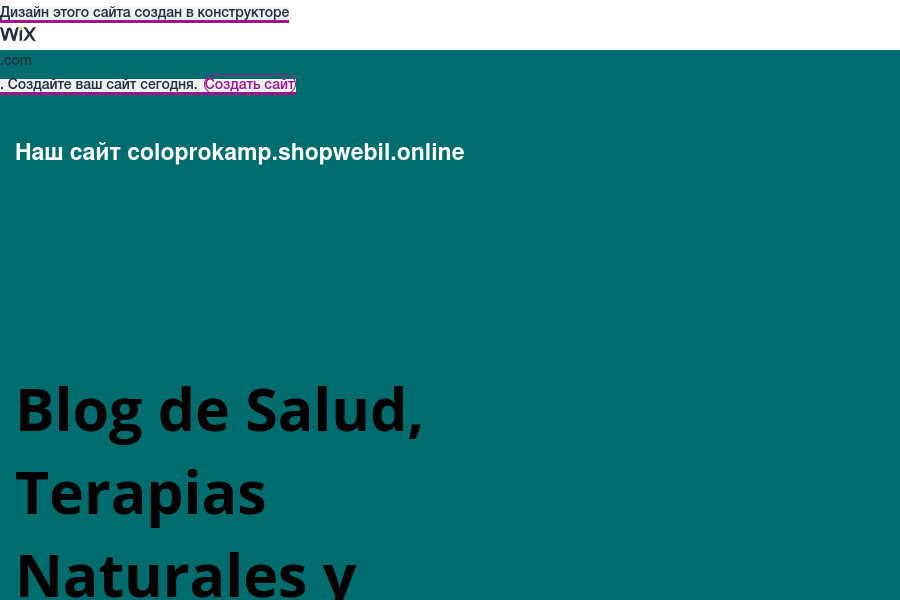 Дизайн этого сайта создан в конструкторе
WiX
.com
. Создайте ваш сайт сегодня. Создать сайт
Наш сайт coloprokamp.shopwebil.online
Blog de Salud,
Terapias
Naturales y